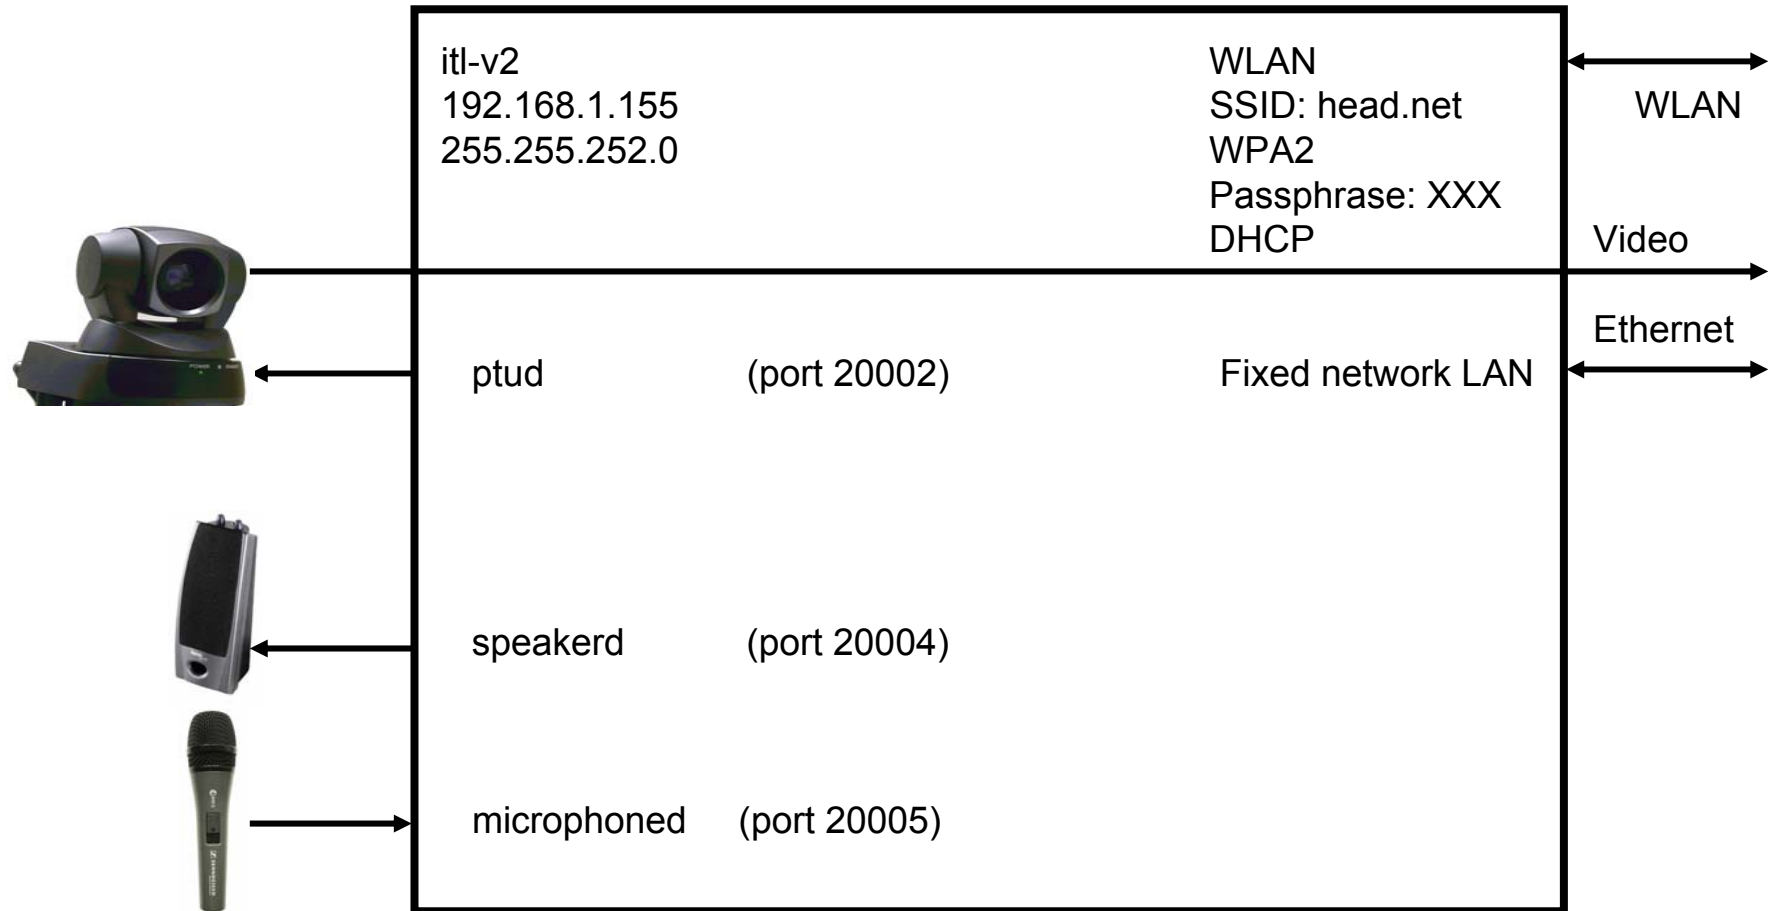 itl-v2
192.168.1.155
255.255.252.0
WLAN
SSID: head.net
WPA2
Passphrase: XXX
DHCP
WLAN
Video
Ethernet
ptud (port 20002) Fixed network LAN
speakerd (port 20004)
microphoned (port 20005)